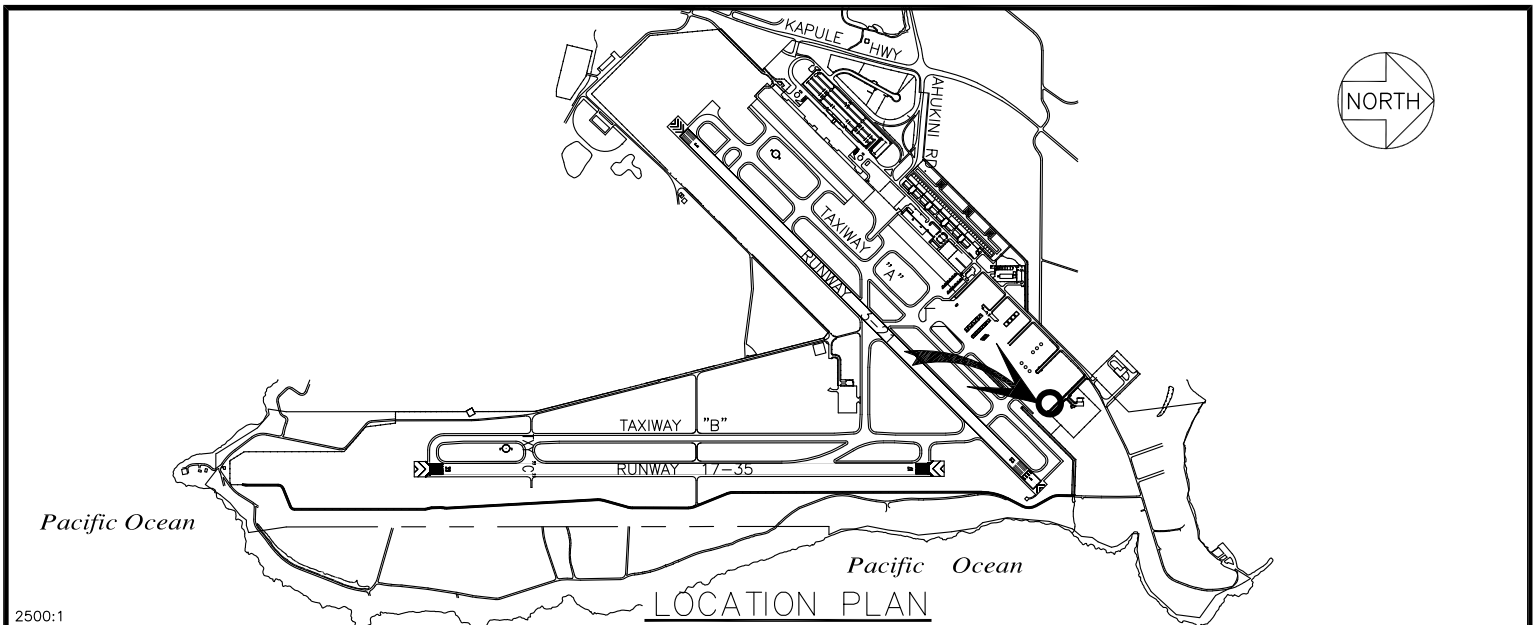 KAPULE HWY
AHUKINI RD.
NORTH
TAXIWAY "A"
RUNWAY
TAXIWAY "B"
RUNWAY 17-35
Pacific Ocean
Pacific Ocean
LOCATION PLAN
2500:1